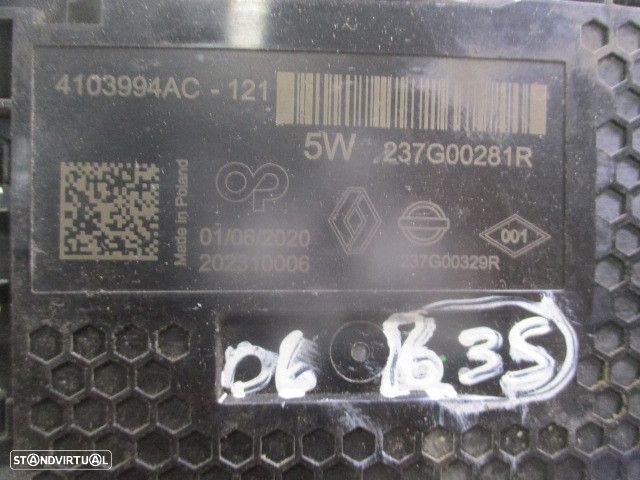 4103994AC - 121
5W 237G00281R
Made in Poland
01/06/2020
202310006
001
237G00329R
06 1635
STANDVIRTUAL